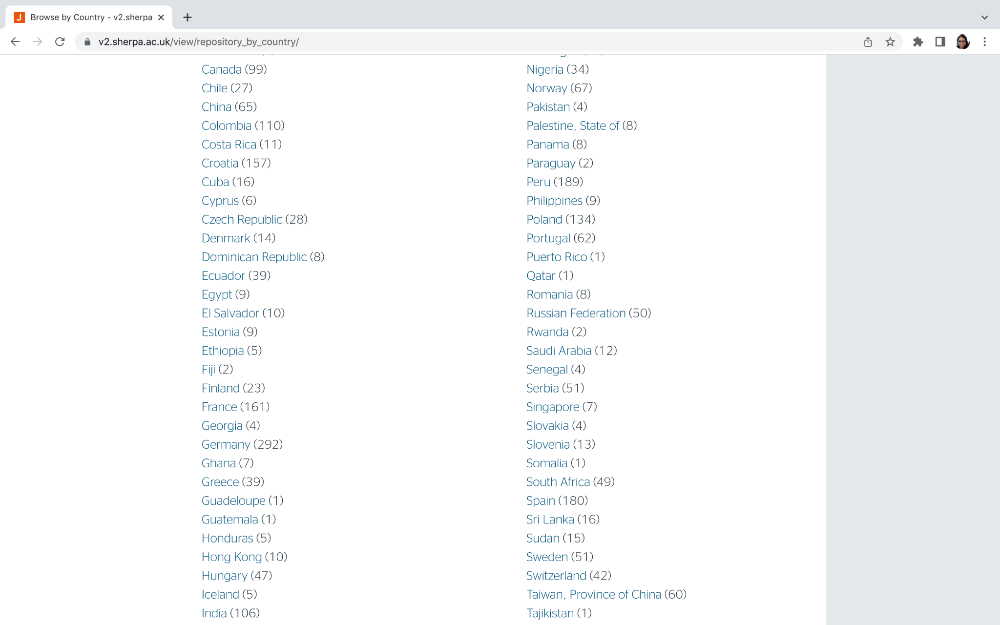 Browse by Country - v2.sherpa
v2.sherpa.ac.uk/view/repository_by_country/
Canada (99)
Chile (27)
China (65)
Colombia (110)
Costa Rica (11)
Croatia (157)
Cuba (16)
Cyprus (6)
Czech Republic (28)
Denmark (14)
Dominican Republic (8)
Ecuador (39)
Egypt (9)
El Salvador (10)
Estonia (9)
Ethiopia (5)
Fiji (2)
Finland (23)
France (161)
Georgia (4)
Germany (292)
Ghana (7)
Greece (39)
Guadeloupe (1)
Guatemala (1)
Honduras (5)
Hong Kong (10)
Hungary (47)
Iceland (5)
India (106)
Nigeria (34)
Norway (67)
Pakistan (4)
Palestine, State of (8)
Panama (8)
Paraguay (2)
Peru (189)
Philippines (9)
Poland (134)
Portugal (62)
Puerto Rico (1)
Qatar (1)
Romania (8)
Russian Federation (50)
Rwanda (2)
Saudi Arabia (12)
Senegal (4)
Serbia (51)
Singapore (7)
Slovakia (4)
Slovenia (13)
Somalia (1)
South Africa (49)
Spain (180)
Sri Lanka (16)
Sudan (15)
Sweden (51)
Switzerland (42)
Taiwan, Province of China (60)
Tajikistan (1)